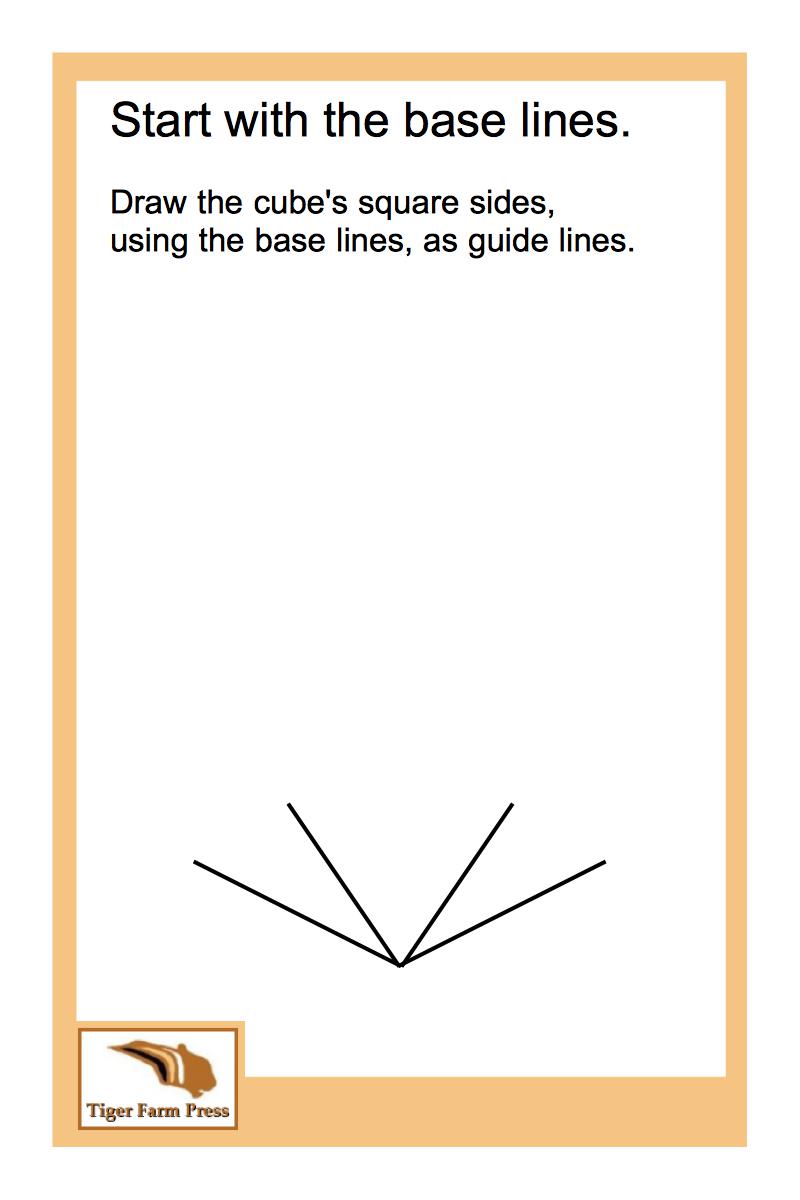 Start with the base lines.
Draw the cube's square sides,
using the base lines, as guide lines.
Tiger Farm Press